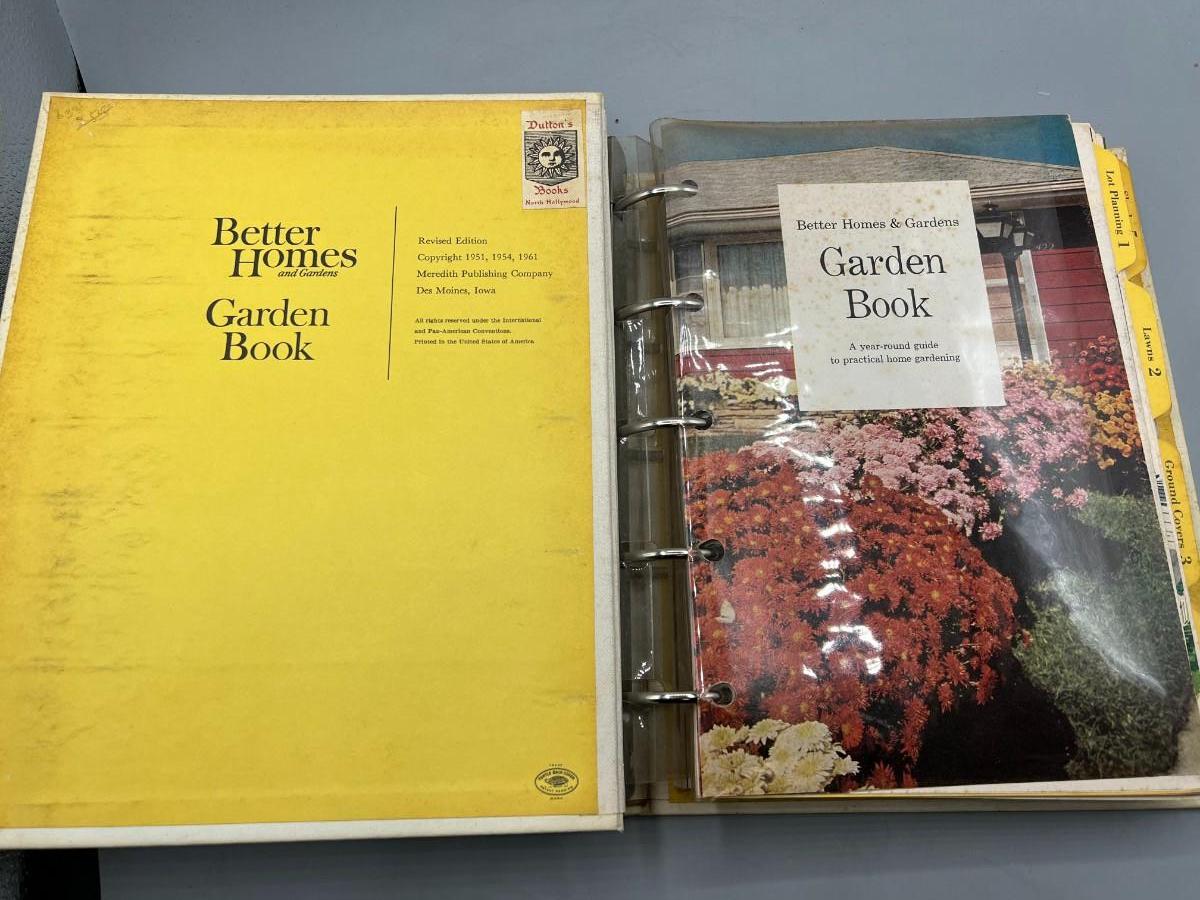 Dutton's
Books
North Hollywood
Better
Homes
and Gardens
Garden
Book
Revised Edition
Copyright 1951, 1954, 1961
Meredith Publishing Company
Des Moines, Iowa
All rights reserved under the International
and Pan-American Conventions.
Printed in the United States of America
Better Homes & Gardens
Garden
Book
A year-round guide
to practical home gardening
Lot Planning 1
Lawns 2
Ground Covers 3